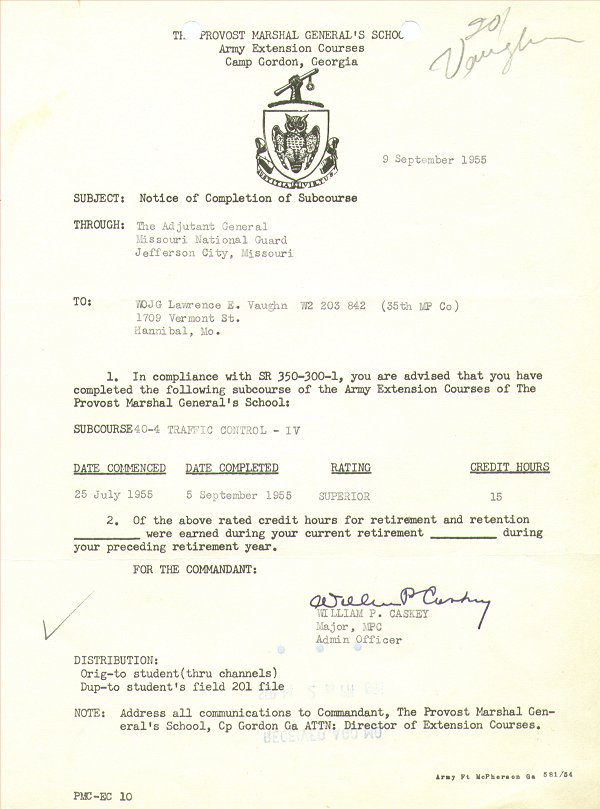 201
Vaughn
TH PROVOST MARSHAL GENERAL'S SCHOO
Army Extension Courses
Camp Gordon, Georgia
9 September 1955
SUBJECT: Notice of Completion of Subcourse
THROUGH: The Adjutant General
Missouri National Guard
Jefferson City, Missouri
TO: WOJG Lawrence E. Vaughn W2 203 842 (35th MP Co)
1709 Vermont St.
Hannibal, Mo.
1. In compliance with SR 350-300-1, you are advised that you have
completed the following subcourse of the Army Extension Courses of The
Provost Marshal General's School:
SUBCOURSE 40-4 TRAFFIC CONTROL - IV
DATE COMMENCED DATE COMPLETED RATING CREDIT HOURS
25 July 1955 5 September 1955 SUPERIOR 15
2. Of the above rated credit hours for retirement and retention
__________ were earned during your current retirement __________ during
your preceding retirement year.
FOR THE COMMANDANT:
William P Caskey
WILLIAM P. CASKEY
Major, MPC
Admin Officer
DISTRIBUTION:
Orig-to student(thru channels)
Dup-to student's field 201 file
NOTE: Address all communications to Commandant, The Provost Marshal Gen-
eral's School, Cp Gordon Ga ATTN: Director of Extension Courses.
Army Ft McPherson Ga 581/54
PMC-EC 10